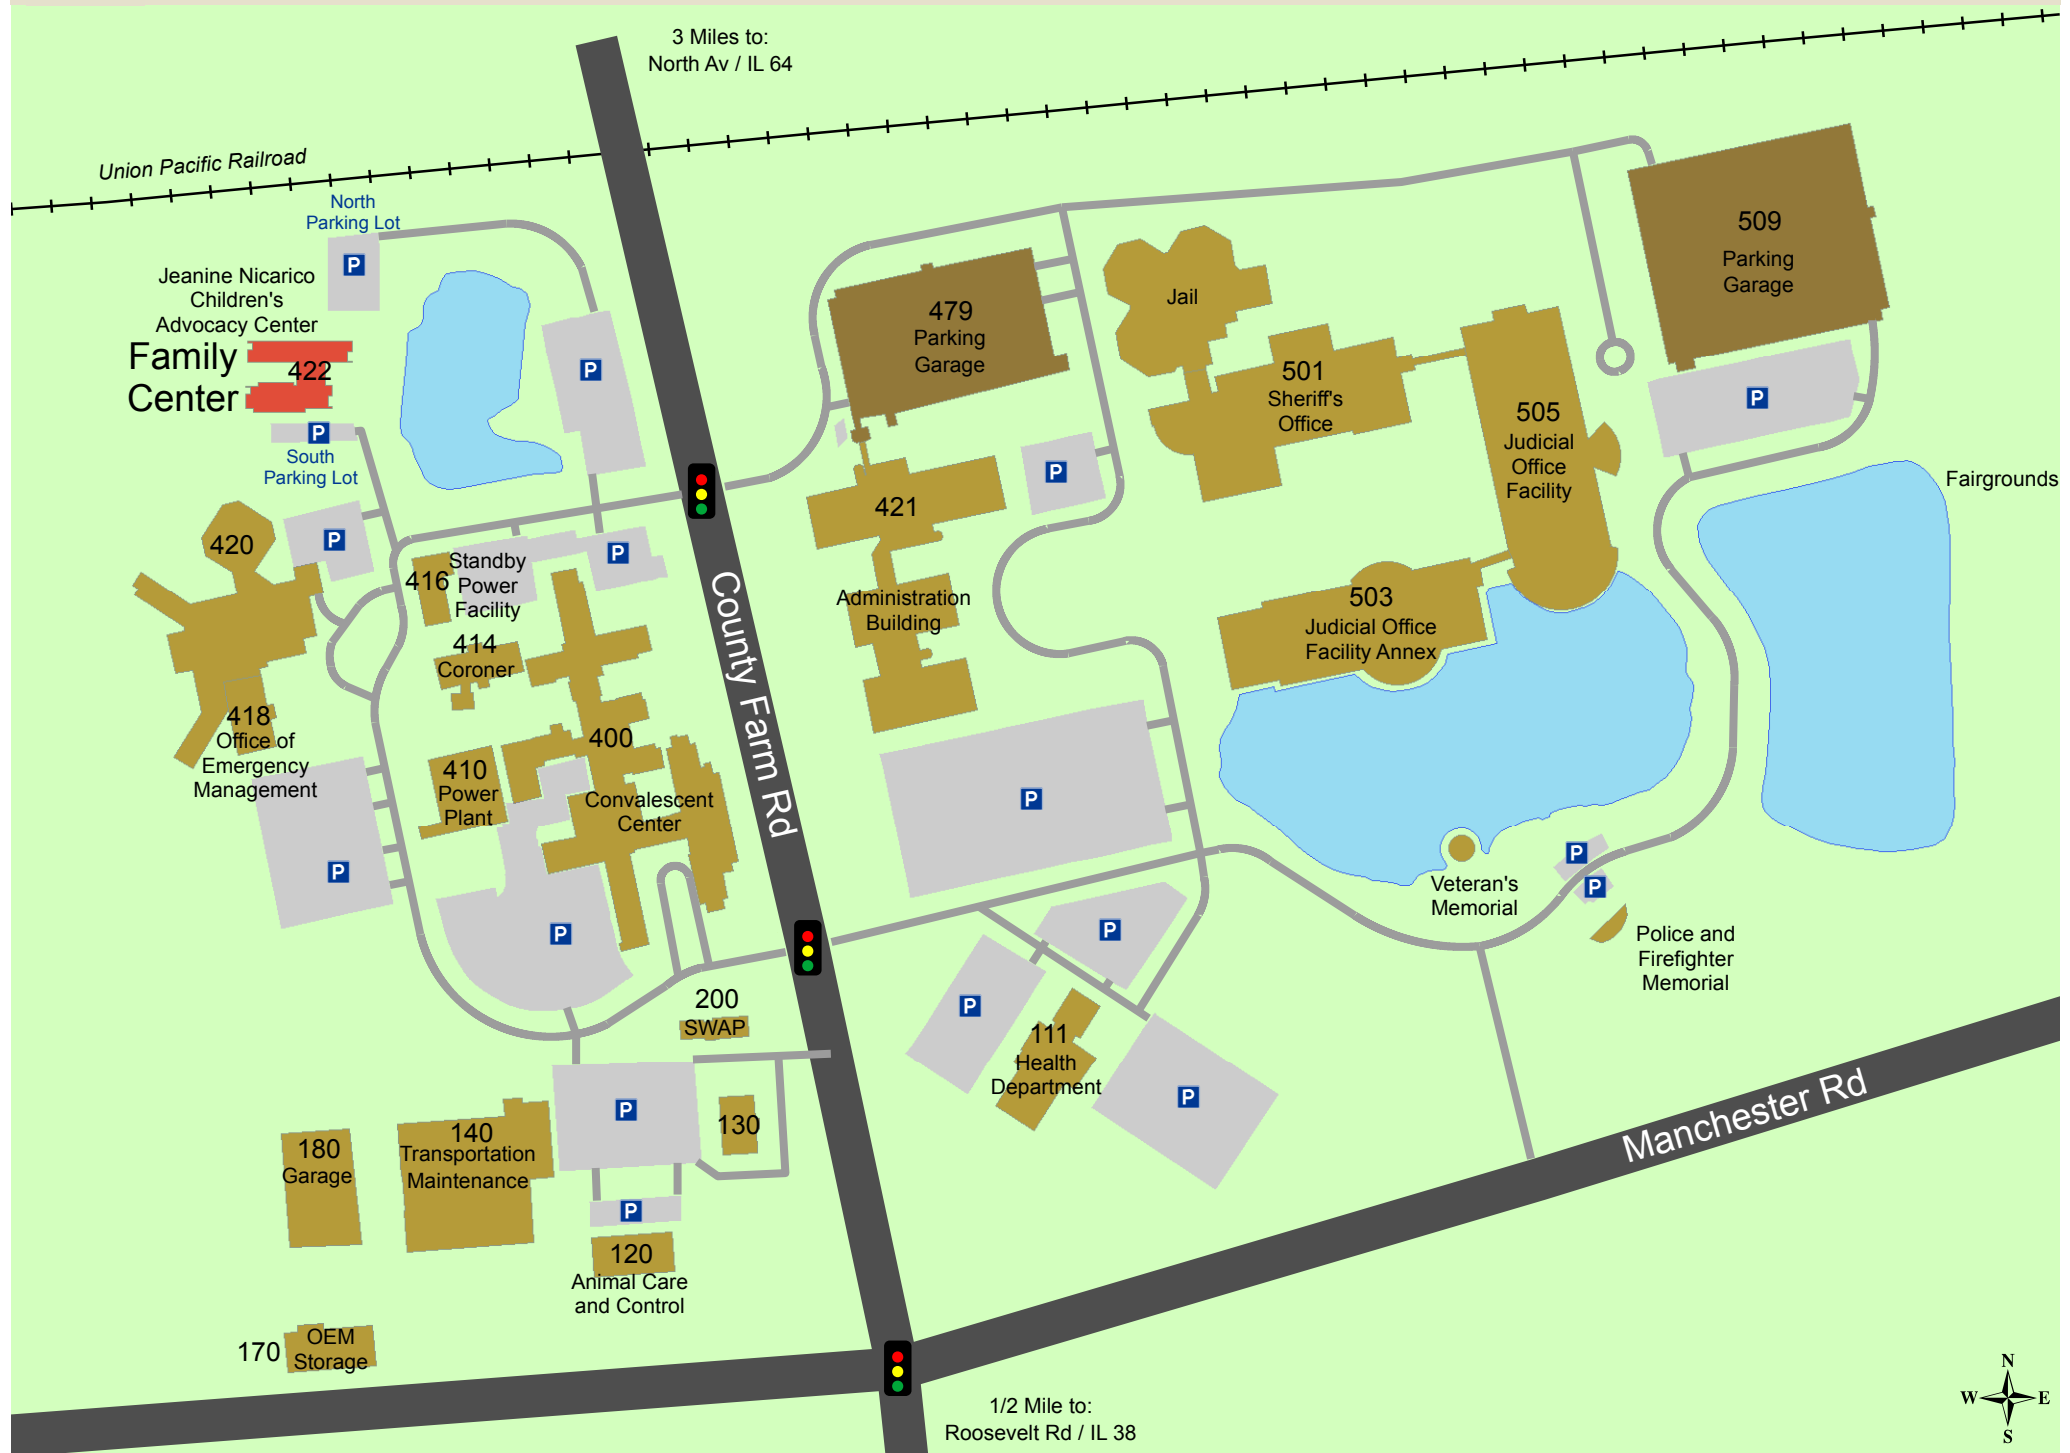 3 Miles to:
North Av / IL 64
Union Pacific Railroad
North
Parking Lot
P
Jeanine Nicarico
Children's
Advocacy Center
Family
Center
422
P
South
Parking Lot
P
479
Parking
Garage
Jail
501
Sheriff's
Office
505
Judicial
Office
Facility
509
Parking
Garage
P
Fairgrounds
P
421
Administration
Building
420
P
416
Standby
Power
Facility
P
414
Coroner
418
Office of
Emergency
Management
P
410
Power
Plant
400
Convalescent
Center
P
County Farm Rd
503
Judicial Office
Facility Annex
P
Veteran's
Memorial
P
P
Police and
Firefighter
Memorial
P
P
111
Health
Department
P
200
SWAP
P
130
180
Garage
140
Transportation
Maintenance
P
120
Animal Care
and Control
170
OEM
Storage
Manchester Rd
1/2 Mile to:
Roosevelt Rd / IL 38
N
W
E
S